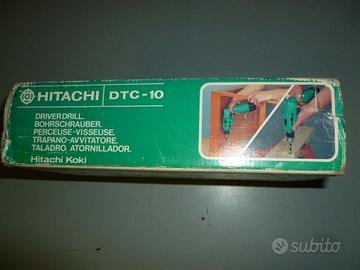 HITACHI DTC-10
DRIVER DRILL.
BOHRSCHRAUBER.
PERCEUSE-VISSEUSE.
TRAPANO-AVVITATORE.
TALADRO, ATORNILLADOR.
Hitachi Koki
subito